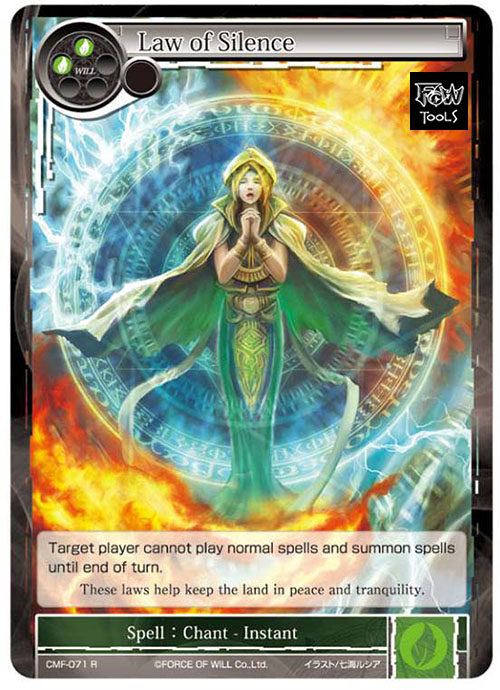 Law of Silence
WILL
FOW
TOOLS
Target player cannot play normal spells and summon spells
until end of turn.
These laws help keep the land in peace and tranquility.
Spell : Chant - Instant
CMF-071 R ©FORCE OF WILL Co.,Ltd. イラスト/七海ルシア